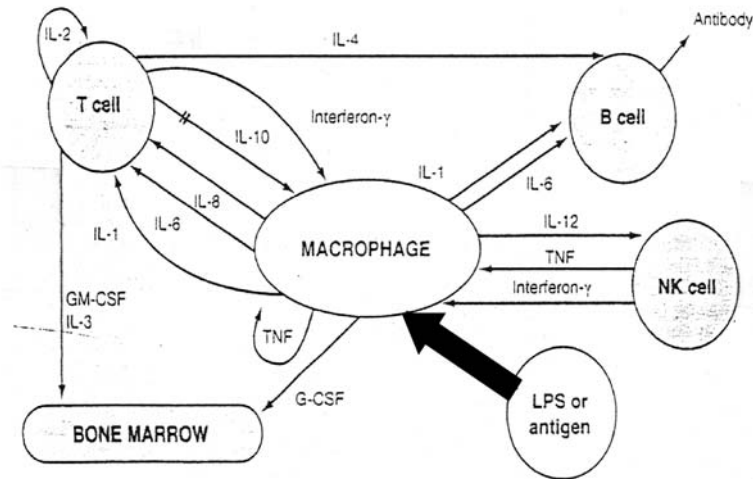 Antibody
IL-2
IL-4
T cell
B cell
Interferon-γ
IL-10
IL-1
IL-6
IL-8
IL-6
IL-1
MACROPHAGE
IL-12
TNF
Interferon-γ
NK cell
GM-CSF
IL-3
TNF
G-CSF
LPS or
antigen
BONE MARROW